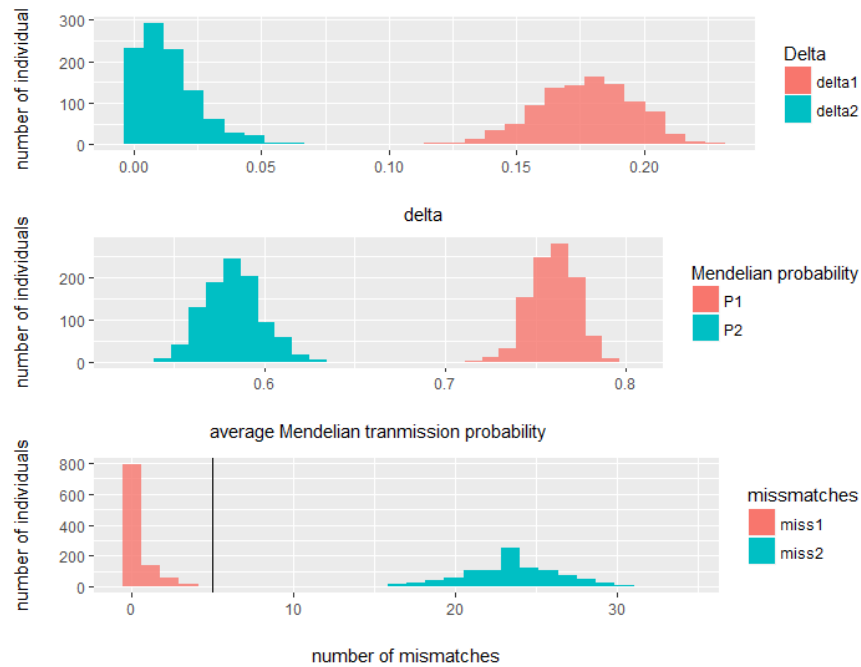 number of individual
300
200
100
0
0.00
0.05
0.10
0.15
0.20
delta
Delta
delta1
delta2
number of individuals
200
100
0
0.6
0.7
0.8
average Mendelian tranmission probability
Mendelian probability
P1
P2
number of individuals
800
600
400
200
0
0
10
20
30
number of mismatches
missmatches
miss1
miss2